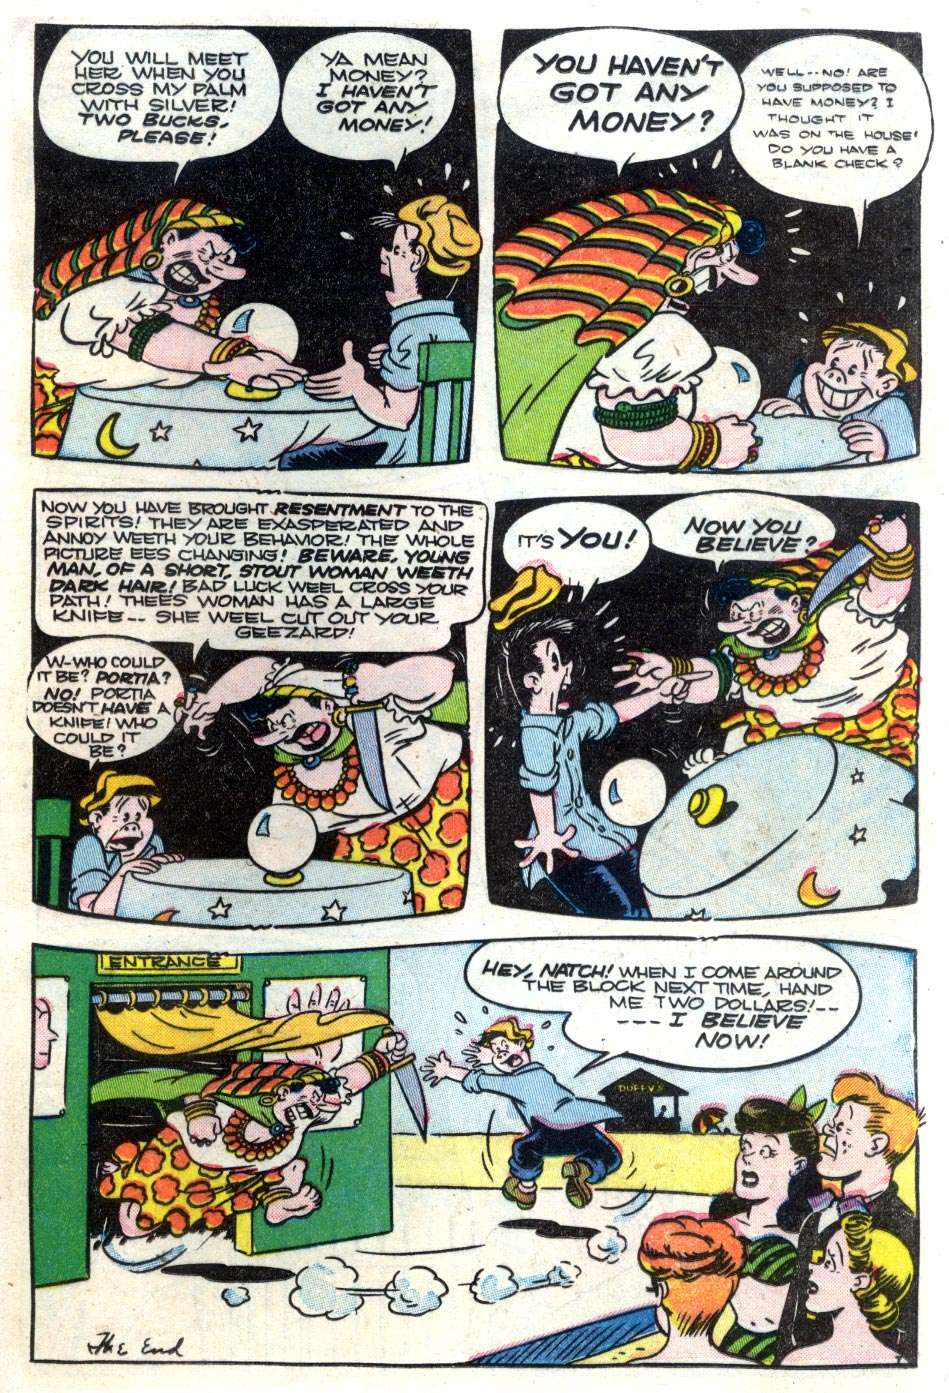 YOU WILL MEET
HER WHEN YOU
CROSS MY PALM
WITH SILVER!
TWO BUCKS,
PLEASE!
YA MEAN
MONEY?
I HAVEN'T
GOT ANY
MONEY!
YOU HAVEN'T
GOT ANY
MONEY?
WELL--NO! ARE
YOU SUPPOSED TO
HAVE MONEY? I
THOUGHT IT
WAS ON THE HOUSE!
DO YOU HAVE A
BLANK CHECK?
NOW YOU HAVE BROUGHT RESENTMENT TO THE
SPIRITS! THEY ARE EXASPERATED AND
ANNOY WEETH YOUR BEHAVIOR! THE WHOLE
PICTURE EES CHANGING! BEWARE, YOUNG
MAN, OF A SHORT, STOUT WOMAN WEETH
DARK HAIR! BAD LUCK WEEL CROSS YOUR
PATH! THEES WOMAN HAS A LARGE
KNIFE-- SHE WEEL CUT OUT YOUR
GEEZARD!
W-WHO COULD
IT BE? PORTIA?
NO! PORTIA
DOESN'T HAVE A
KNIFE! WHO
COULD IT
BE?
IT'S YOU!
NOW YOU
BELIEVE?
ENTRANCE
HEY, NATCH! WHEN I COME AROUND
THE BLOCK NEXT TIME, HAND
ME TWO DOLLARS!--
---I BELIEVE
NOW!
DUFFY'S
The End